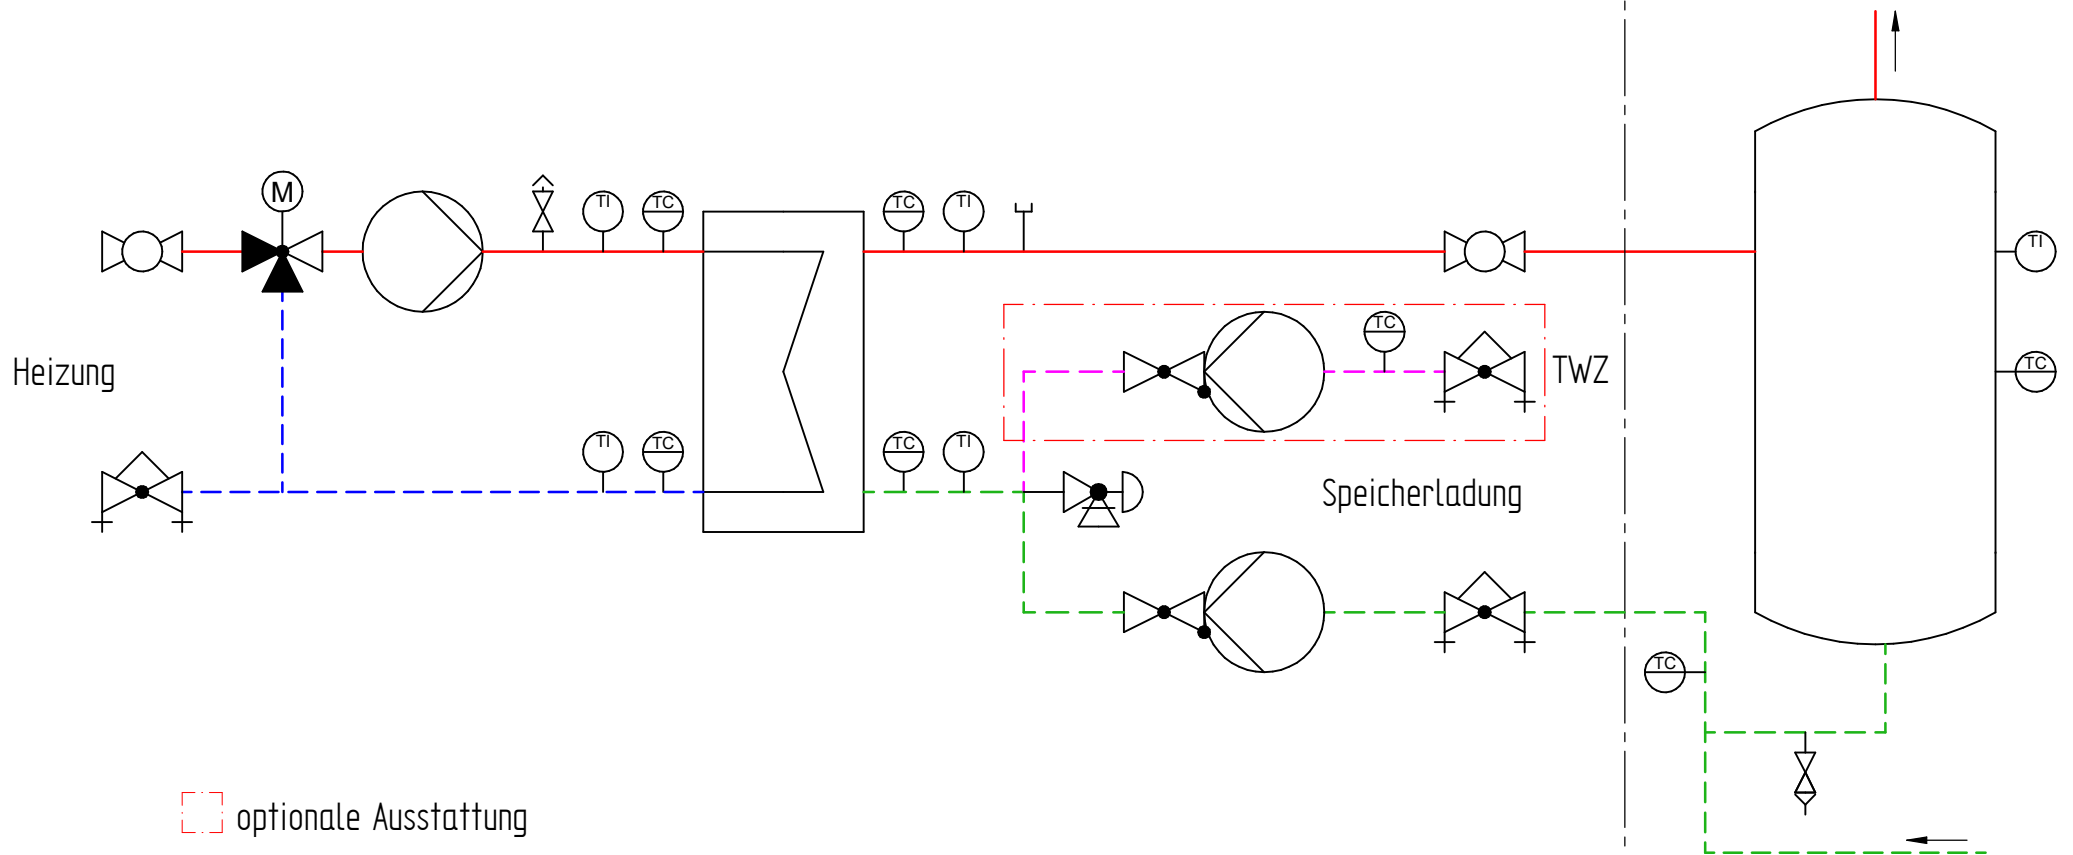 M
TI
TC
TC
TI
TI
TC
TWZ
TC
Heizung
TI
TC
TC
TI
Speicherladung
TC
optionale Ausstattung